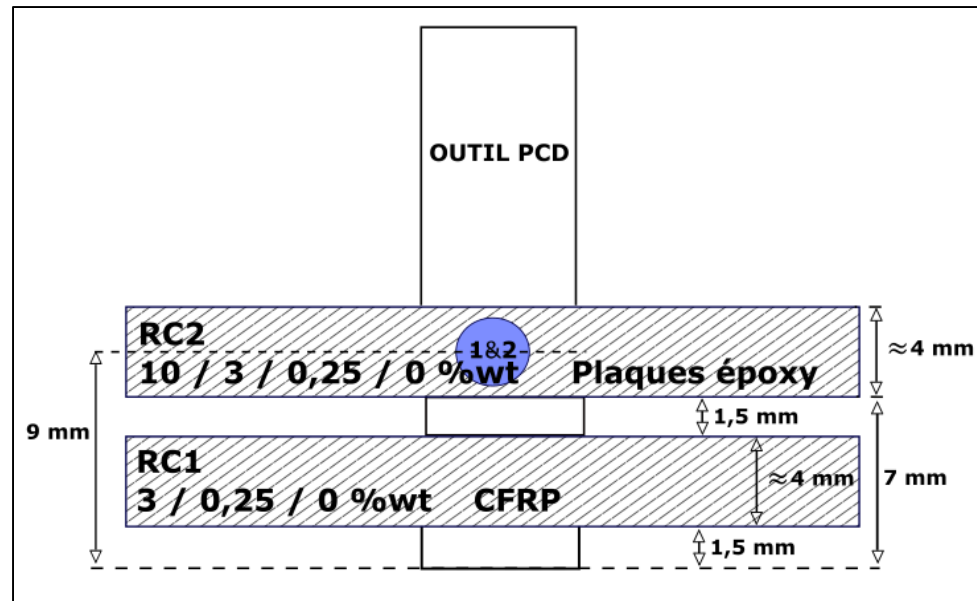 OUTIL PCD
RC2
1&2
10 / 3 / 0,25 / 0 %wt Plaques époxy
≈4 mm
1,5 mm
9 mm
RC1
3 / 0,25 / 0 %wt CFRP
≈4 mm
7 mm
1,5 mm